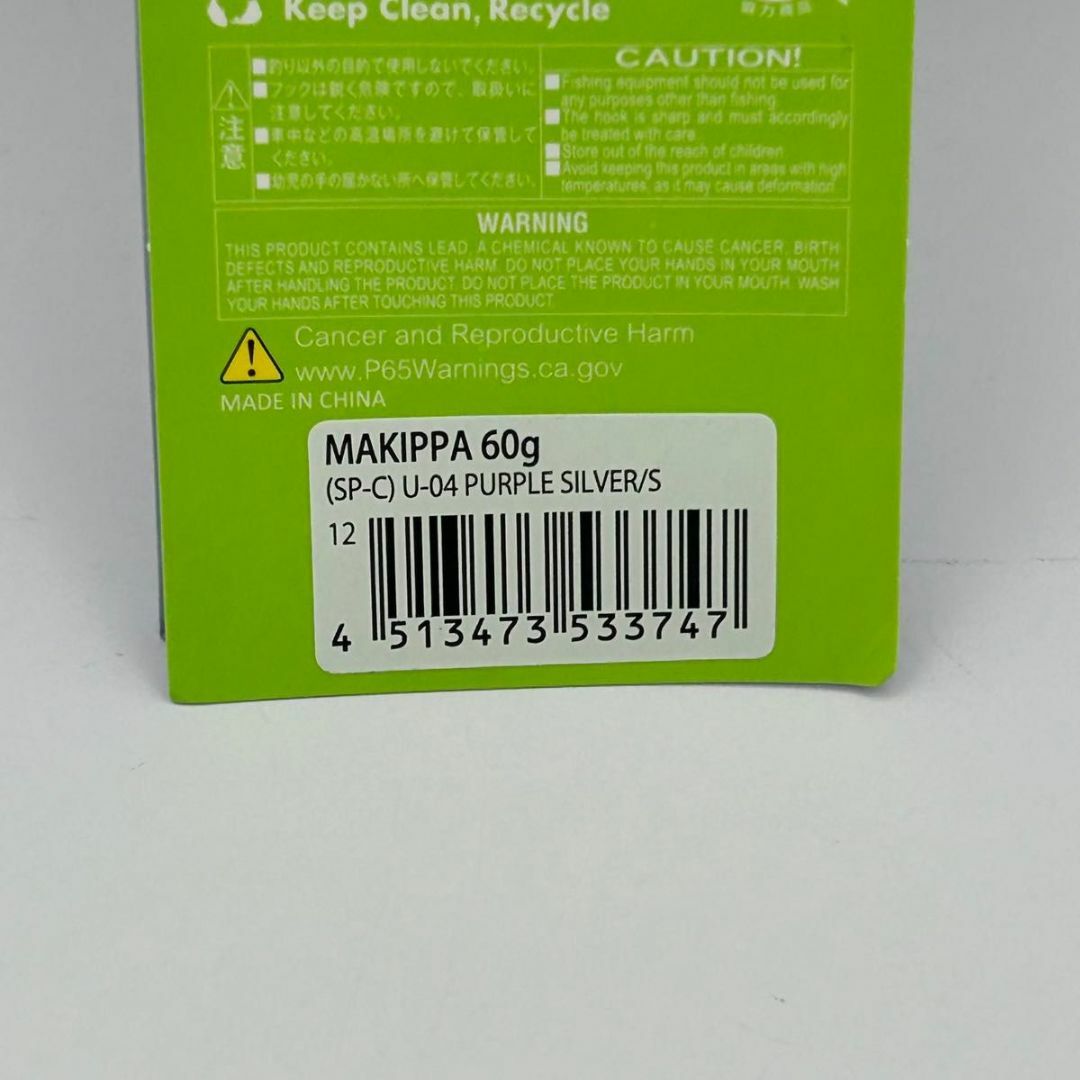 Keep Clean, Recycle
協力商品
■釣り以外の目的で使用しないでください。
■フックは鋭く危険ですので、取扱いに
注意してください。
■車中などの高温場所を避けて保管して
ください。
■幼児の手の届かない所へ保管してください。
注意
CAUTION!
■Fishing equipment should not be used for
any purposes other than fishing.
■The hook is sharp and must accordingly
be treated with care.
■Store out of the reach of children.
■Avoid keeping this product in areas with high
temperatures, as it may cause deformation.
WARNING
THIS PRODUCT CONTAINS LEAD. A CHEMICAL KNOWN TO CAUSE CANCER, BIRTH
DEFECTS AND REPRODUCTIVE HARM. DO NOT PLACE YOUR HANDS IN YOUR MOUTH
AFTER HANDLING THE PRODUCT. DO NOT PLACE THE PRODUCT IN YOUR MOUTH. WASH
YOUR HANDS AFTER TOUCHING THIS PRODUCT.
Cancer and Reproductive Harm
www.P65Warnings.ca.gov
MADE IN CHINA
MAKIPPA 60g
(SP-C) U-04 PURPLE SILVER/S
12
4 513473 533747